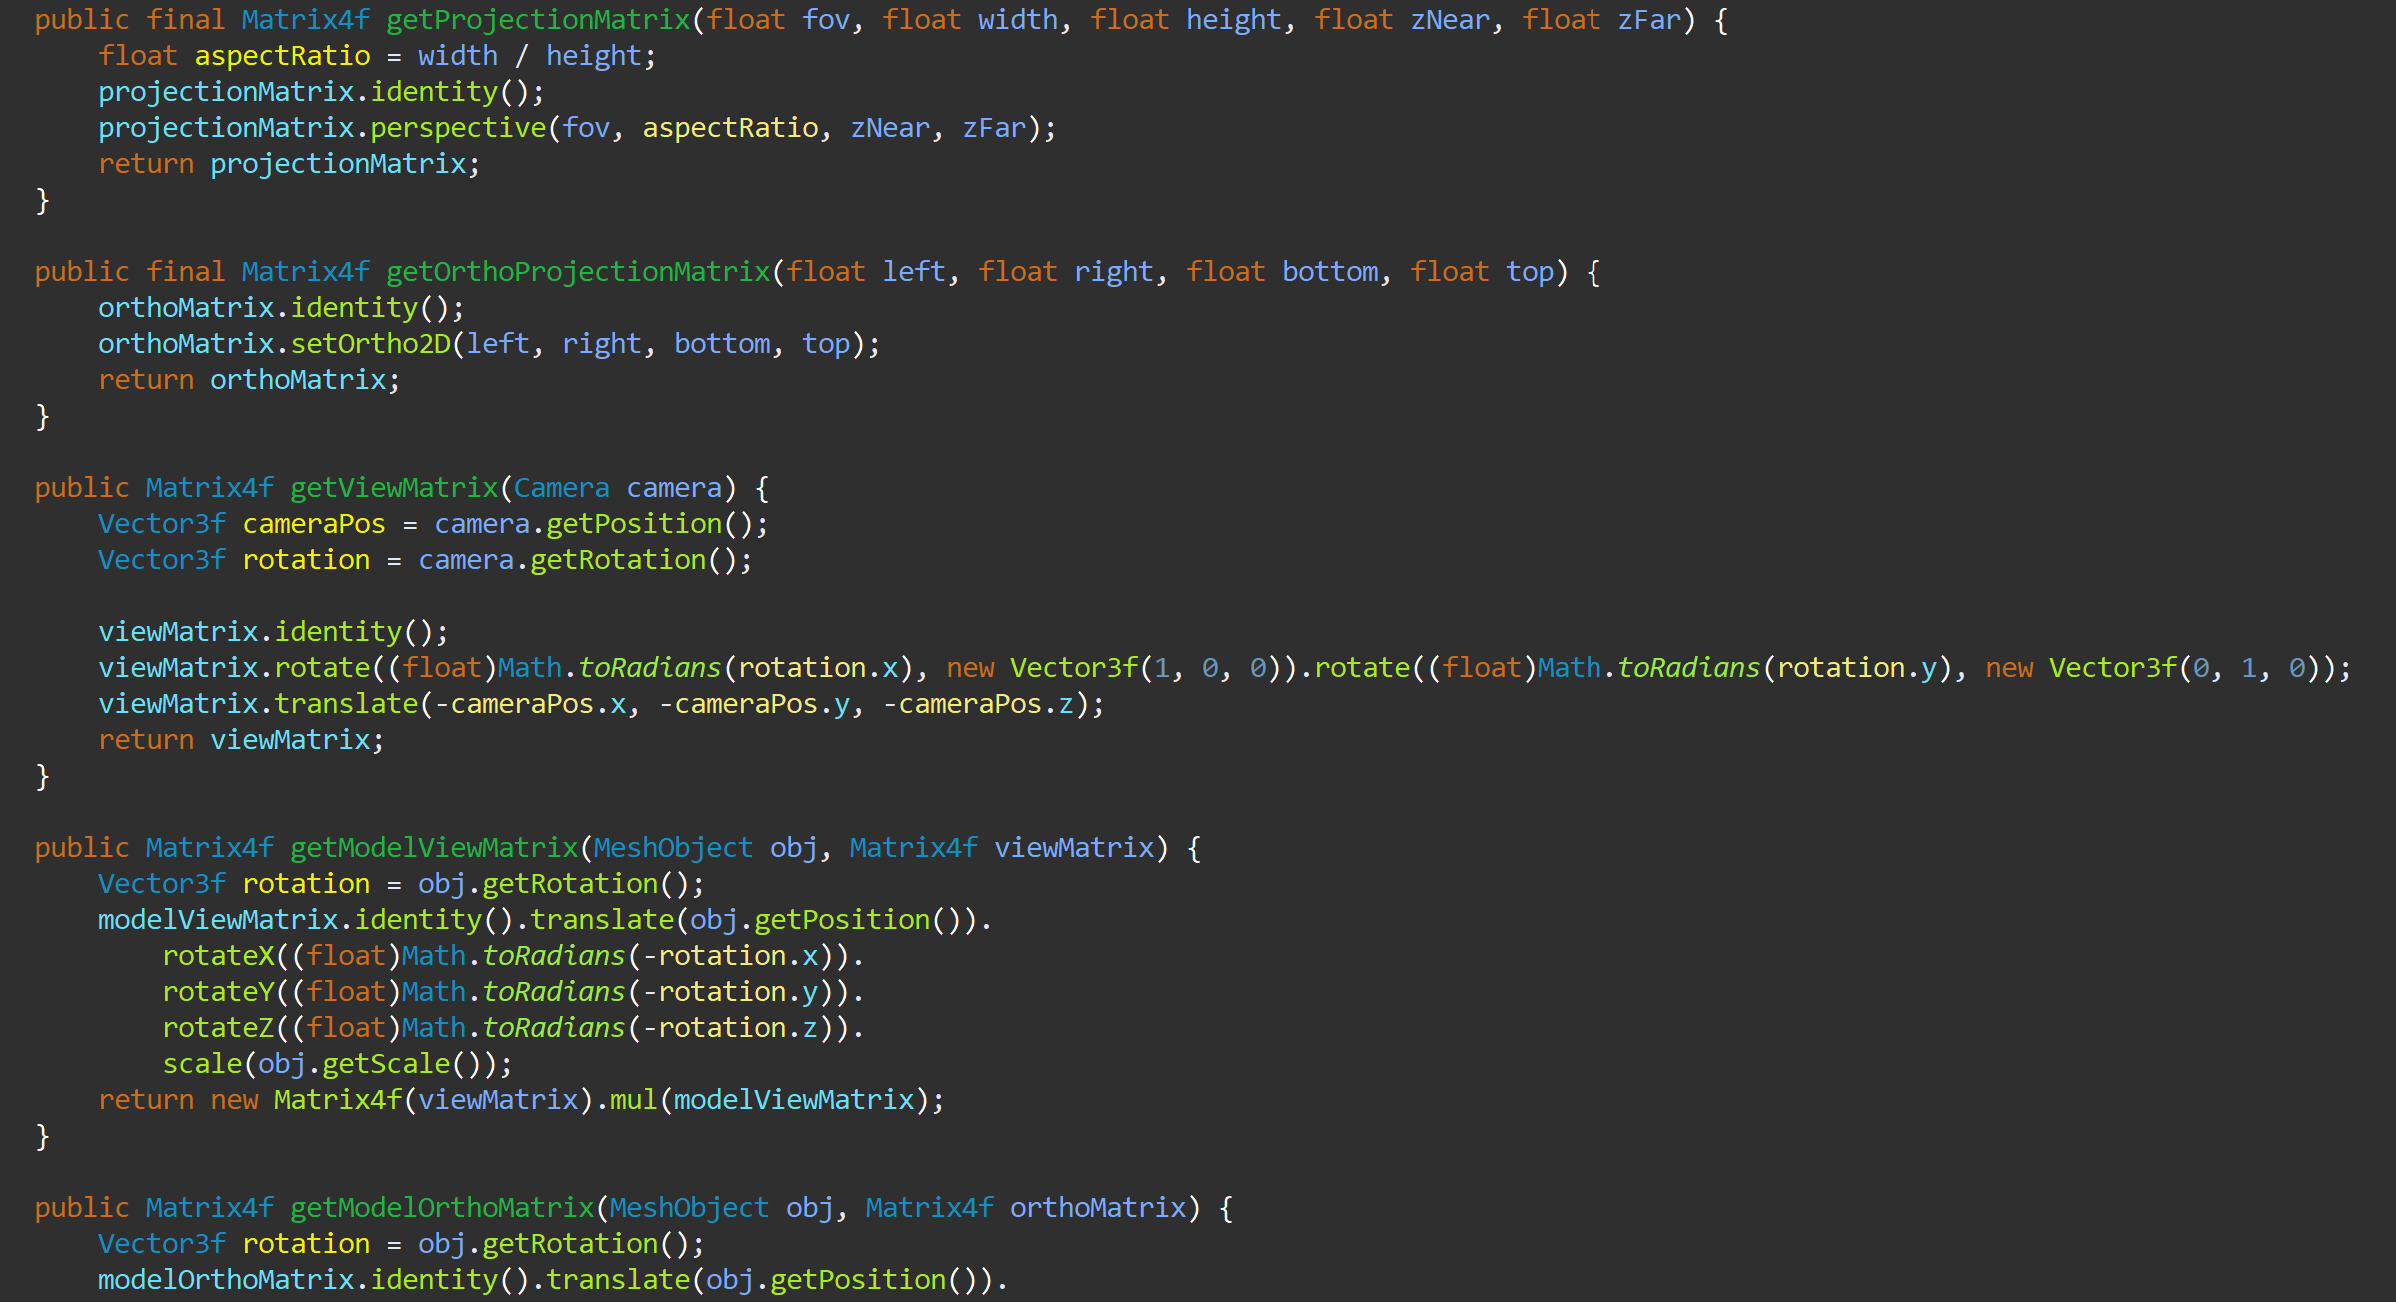 public final Matrix4f getProjectionMatrix(float fov, float width, float height, float zNear, float zFar) {
    float aspectRatio = width / height;
    projectionMatrix.identity();
    projectionMatrix.perspective(fov, aspectRatio, zNear, zFar);
    return projectionMatrix;
}

public final Matrix4f getOrthoProjectionMatrix(float left, float right, float bottom, float top) {
    orthoMatrix.identity();
    orthoMatrix.setOrtho2D(left, right, bottom, top);
    return orthoMatrix;
}

public Matrix4f getViewMatrix(Camera camera) {
    Vector3f cameraPos = camera.getPosition();
    Vector3f rotation = camera.getRotation();

    viewMatrix.identity();
    viewMatrix.rotate((float)Math.toRadians(rotation.x), new Vector3f(1, 0, 0)).rotate((float)Math.toRadians(rotation.y), new Vector3f(0, 1, 0));
    viewMatrix.translate(-cameraPos.x, -cameraPos.y, -cameraPos.z);
    return viewMatrix;
}

public Matrix4f getModelViewMatrix(MeshObject obj, Matrix4f viewMatrix) {
    Vector3f rotation = obj.getRotation();
    modelViewMatrix.identity().translate(obj.getPosition()).
        rotateX((float)Math.toRadians(-rotation.x)).
        rotateY((float)Math.toRadians(-rotation.y)).
        rotateZ((float)Math.toRadians(-rotation.z)).
        scale(obj.getScale());
    return new Matrix4f(viewMatrix).mul(modelViewMatrix);
}

public Matrix4f getModelOrthoMatrix(MeshObject obj, Matrix4f orthoMatrix) {
    Vector3f rotation = obj.getRotation();
    modelOrthoMatrix.identity().translate(obj.getPosition()).